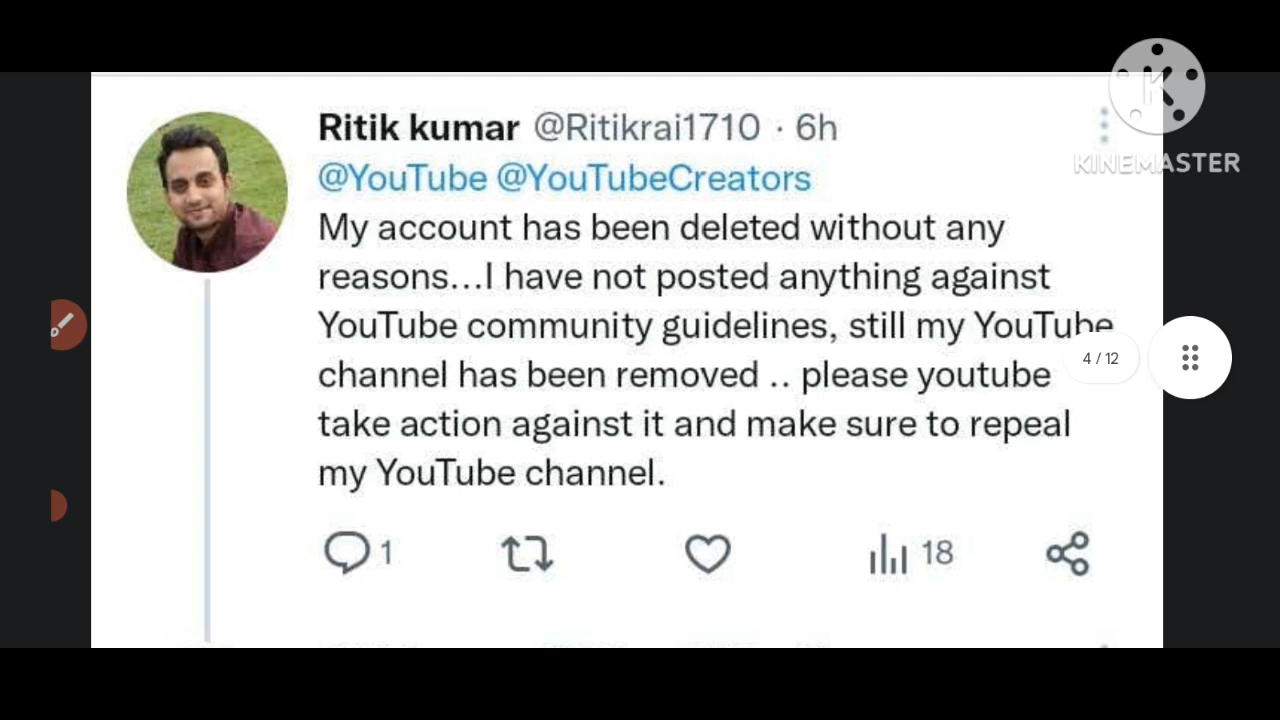 Ritik kumar @Ritikrai1710 · 6h
@YouTube @YouTubeCreators
My account has been deleted without any
reasons...I have not posted anything against
YouTube community guidelines, still my YouTube
channel has been removed .. please youtube
take action against it and make sure to repeal
my YouTube channel.
1
18
K
KINEMASTER
4 / 12